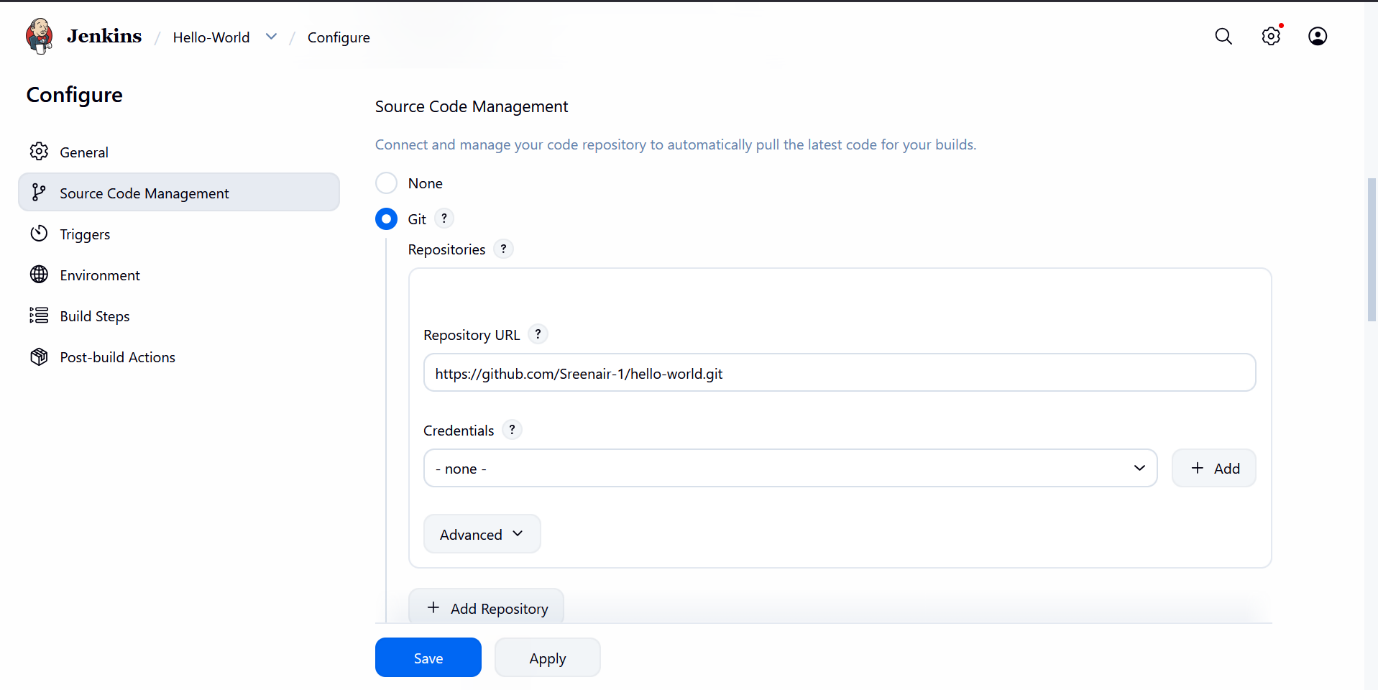 Jenkins / Hello-World / Configure
Configure
General
Source Code Management
Triggers
Environment
Build Steps
Post-build Actions
Source Code Management
Connect and manage your code repository to automatically pull the latest code for your builds.
None
Git ?
Repositories ?
Repository URL ?
https://github.com/Sreenair-1/hello-world.git
Credentials ?
- none -
+ Add
Advanced
+ Add Repository
Save
Apply